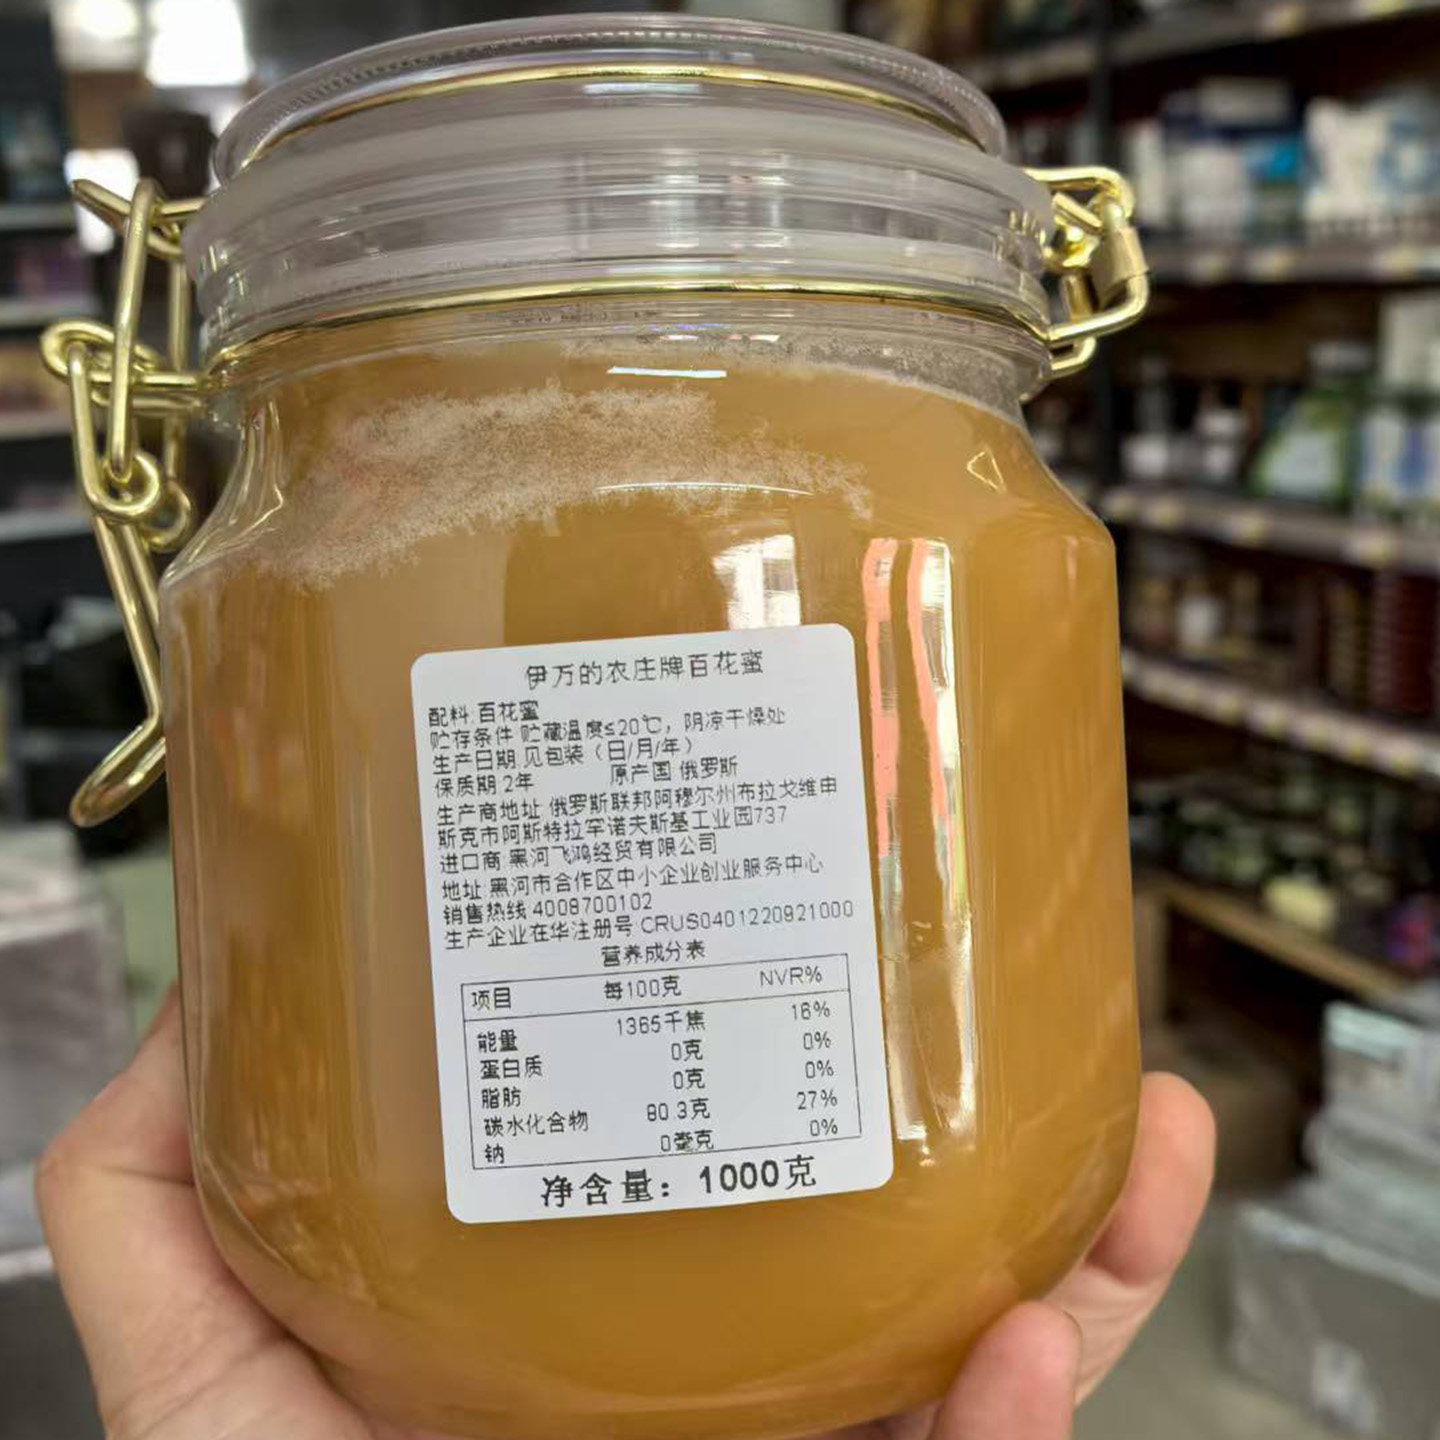 伊万的农庄牌百花蜜
配料:百花蜜
贮存条件:贮藏温度≤20℃，阴凉干燥处
生产日期:见包装（日/月/年）
保质期:2年 原产国:俄罗斯
生产商地址:俄罗斯联邦阿穆尔州布拉戈维申
斯克市阿斯特拉罕诺夫斯基工业园737
进口商:黑河飞鸿经贸有限公司
地址:黑河市合作区中小企业创业服务中心
销售热线:4008700102
生产企业在华注册号:CRUS0401220921000
营养成分表
项目 每100克 NVR%
能量 1365千焦 16%
蛋白质 0克 0%
脂肪 0克 0%
碳水化合物 80.3克 27%
钠 0毫克 0%
净含量：1000克